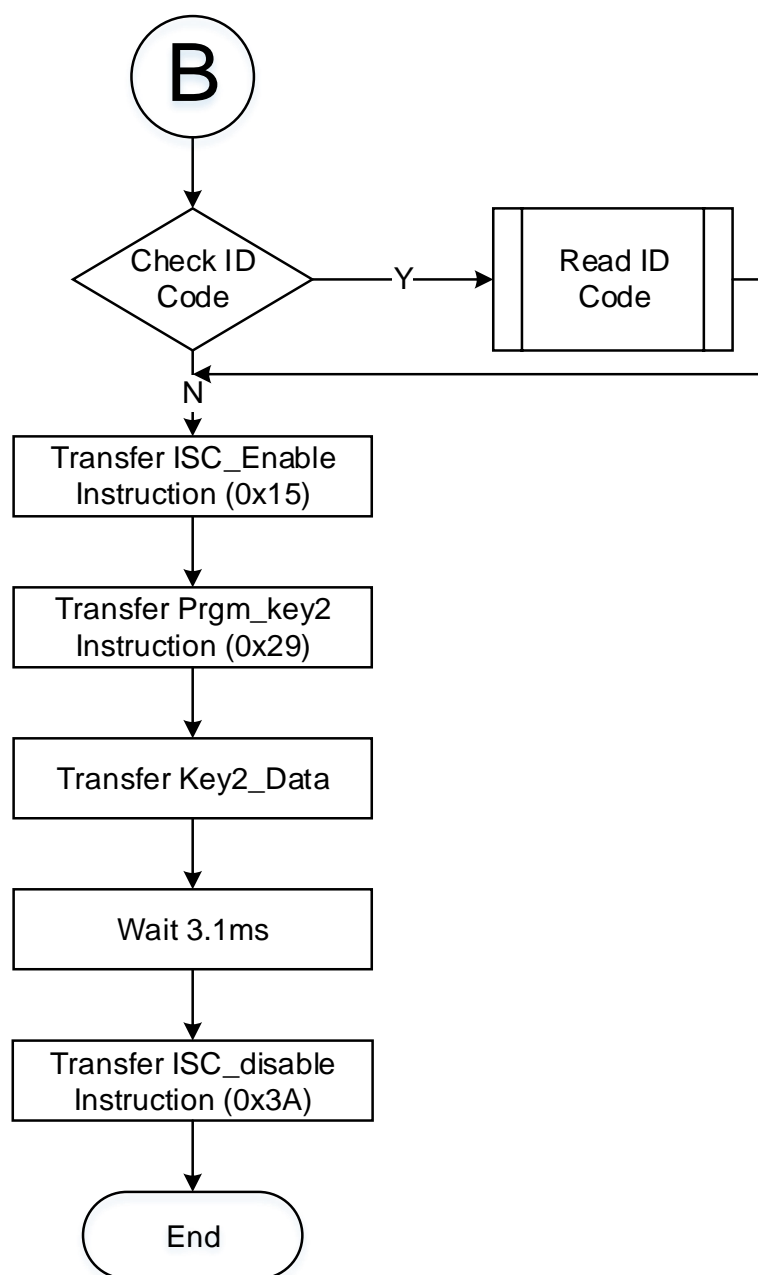 B
Check ID
Code
Y
Read ID
Code
N
Transfer ISC_Enable
Instruction (0x15)
Transfer Prgm_key2
Instruction (0x29)
Transfer Key2_Data
Wait 3.1ms
Transfer ISC_disable
Instruction (0x3A)
End